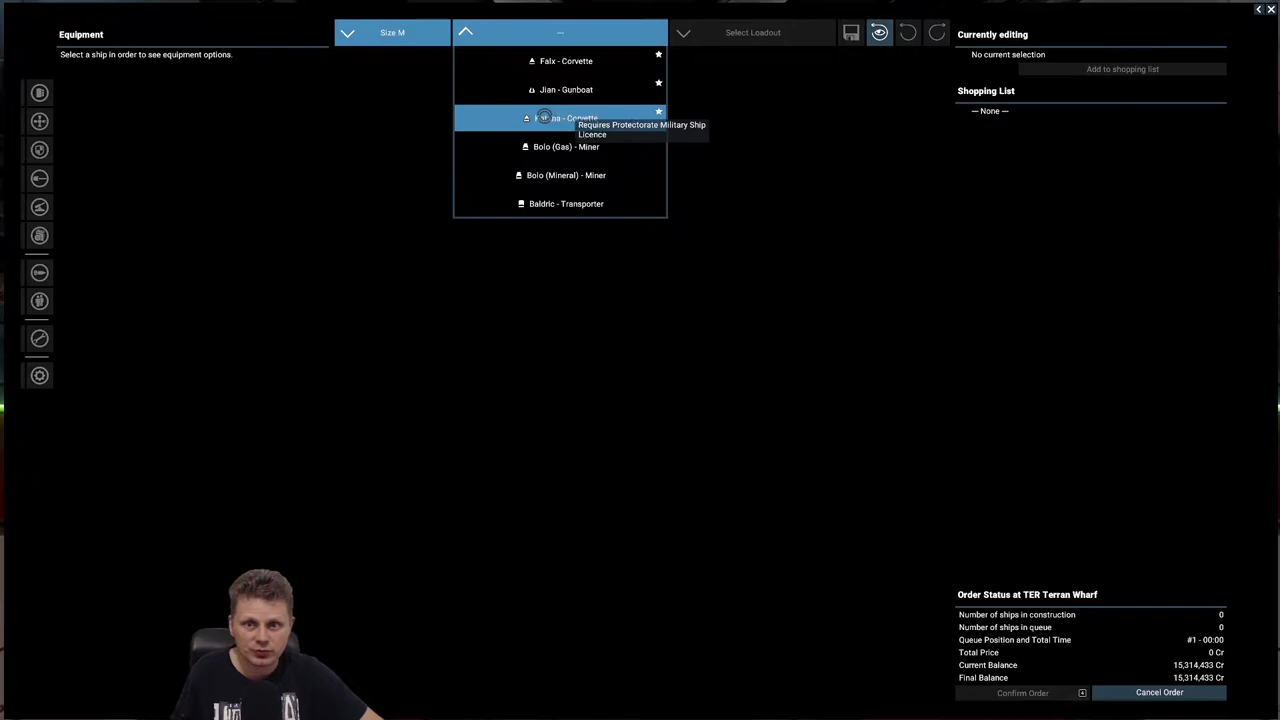 Equipment
Select a ship in order to see equipment options.
Size M
---
Select Loadout
Falx - Corvette
Jian - Gunboat
- Corvette
Requires Protectorate Military Ship
Licence
Bolo (Gas) - Miner
Bolo (Mineral) - Miner
Baldric - Transporter
Currently editing
No current selection
Add to shopping list
Shopping List
--- None ---
Order Status at TER Terran Wharf
Number of ships in construction 0
Number of ships in queue 0
Queue Position and Total Time #1 - 00:00
Total Price 0 Cr
Current Balance 15,314,433 Cr
Final Balance 15,314,433 Cr
Confirm Order
Cancel Order